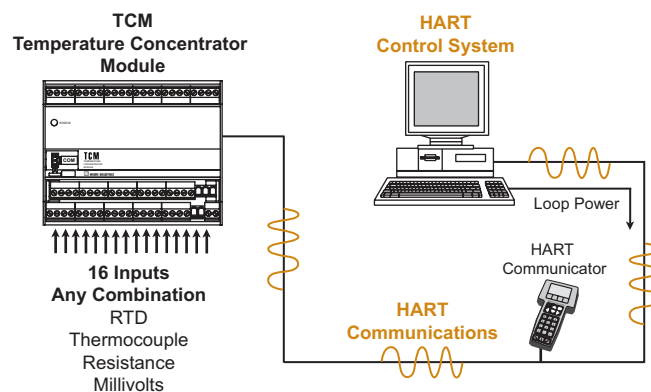 TCM
Temperature Concentrator
Module
HART
Control System
STATUS
COM
TCM
Loop Power
HART
Communicator
16 Inputs
Any Combination
RTD
Thermocouple
Resistance
Millivolts
HART
Communications